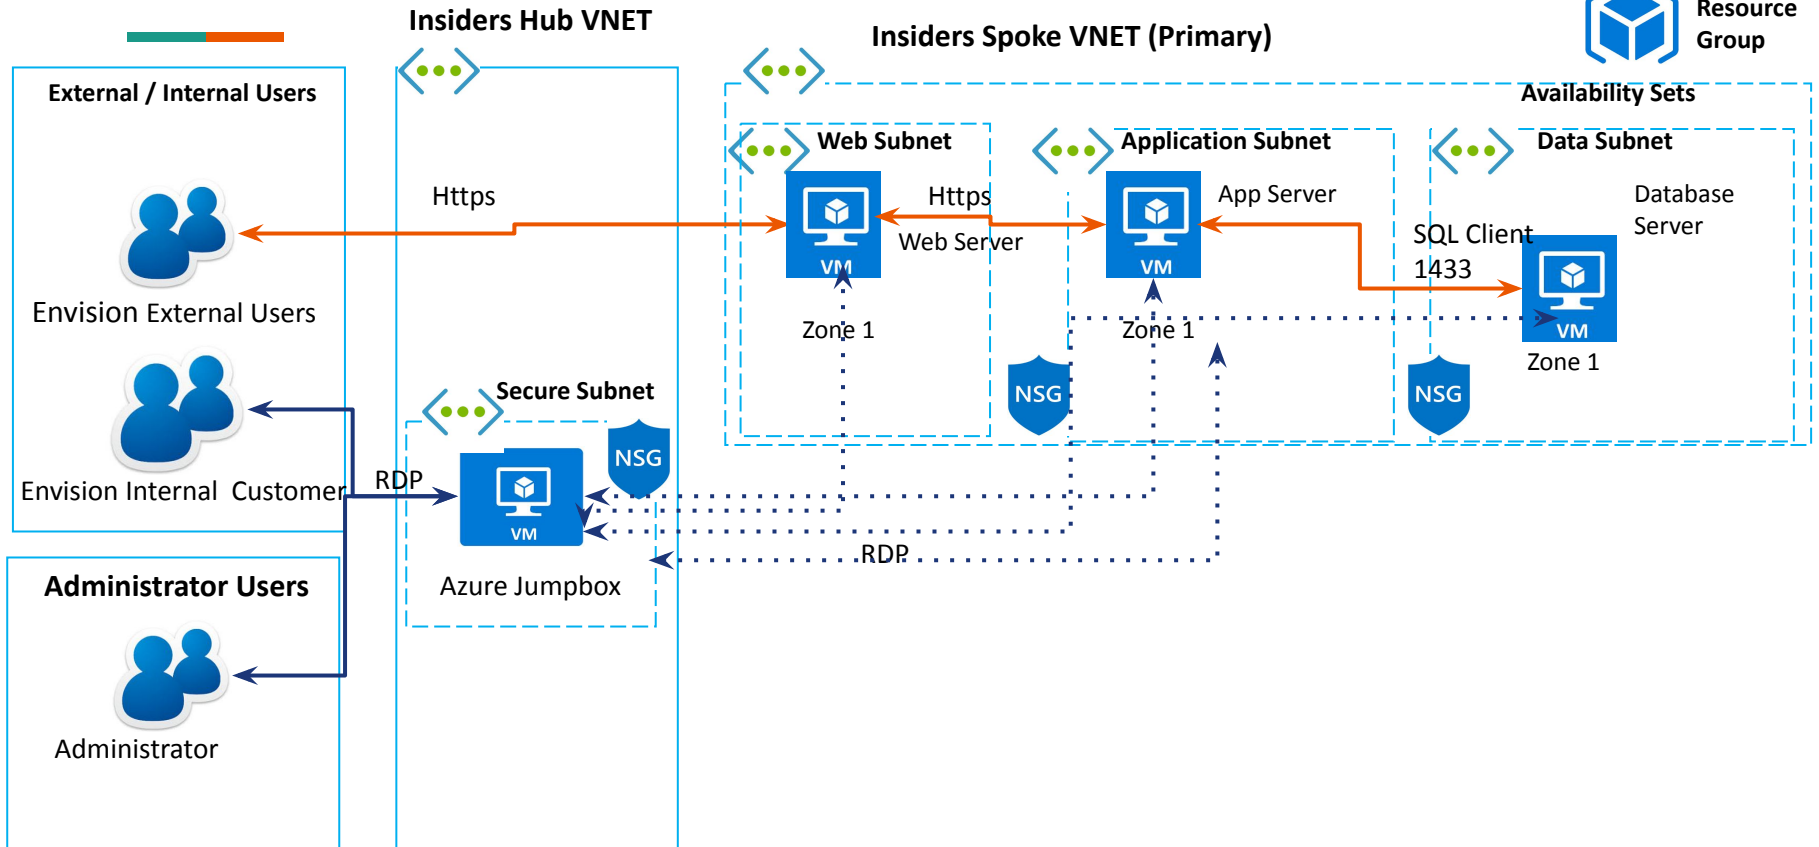 Insiders Hub VNET
Insiders Spoke VNET (Primary)
Resource
Group
External / Internal Users
Availability Sets
Web Subnet
Application Subnet
Data Subnet
Https
Https
App Server
Database
Server
Web Server
SQL Client
1433
VM
VM
VM
Envision External Users
Zone 1
Zone 1
Zone 1
Secure Subnet
NSG
NSG
NSG
Envision Internal Customer
RDP
VM
RDP
Azure Jumpbox
Administrator Users
Administrator